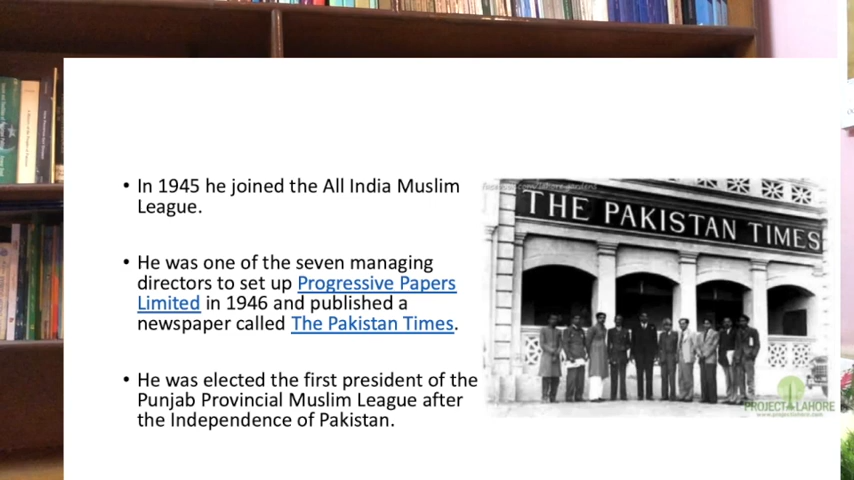 • In 1945 he joined the All India Muslim
League.
• He was one of the seven managing
directors to set up Progressive Papers
Limited in 1946 and published a
newspaper called The Pakistan Times.
• He was elected the first president of the
Punjab Provincial Muslim League after
the Independence of Pakistan.
THE PAKISTAN TIMES
PROJECT LAHORE